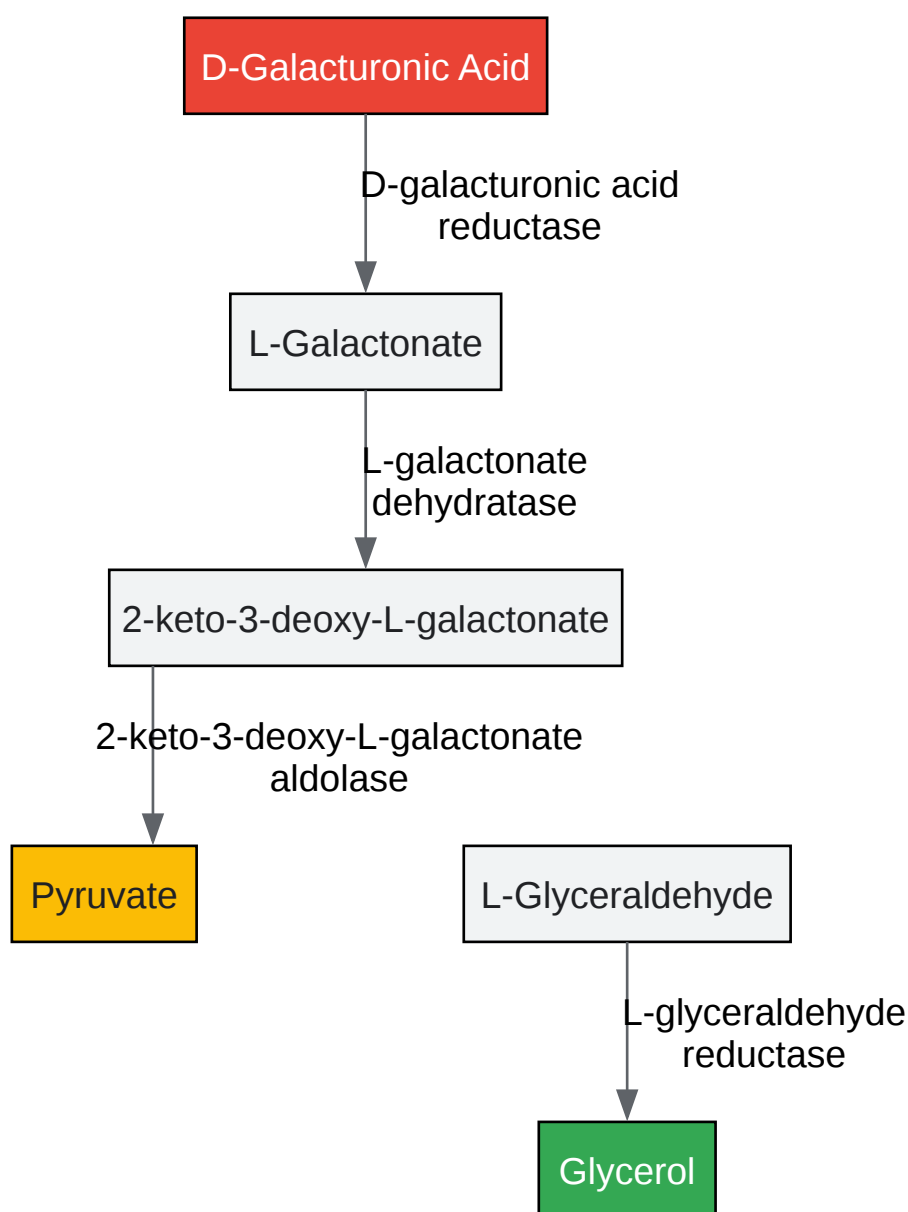 D-Galacturonic Acid
D-galacturonic acid
reductase
L-Galactonate
L-galactonate
dehydratase
2-keto-3-deoxy-L-galactonate
2-keto-3-deoxy-L-galactonate
aldolase
Pyruvate
L-Glyceraldehyde
L-glyceraldehyde
reductase
Glycerol